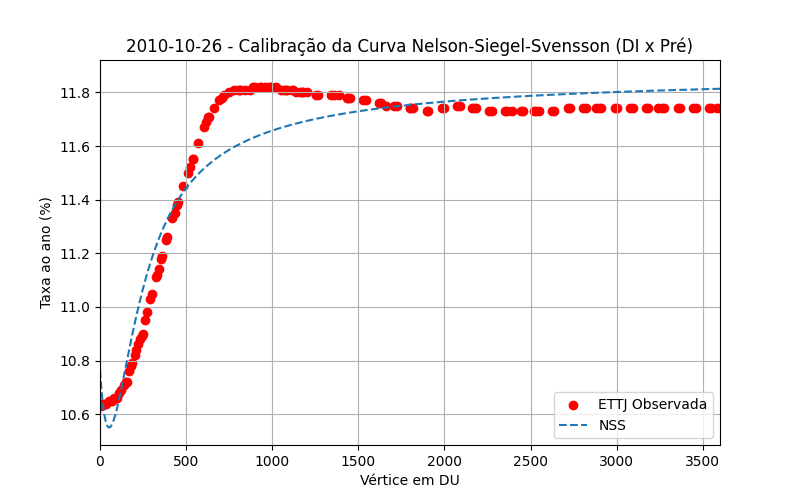 2010-10-26 - Calibração da Curva Nelson-Siegel-Svensson (DI x Pré)
Taxa ao ano (%)
11.8
11.6
11.4
11.2
11.0
10.8
10.6
ETTJ Observada
NSS
0 500 1000 1500 2000 2500 3000 3500
Vértice em DU